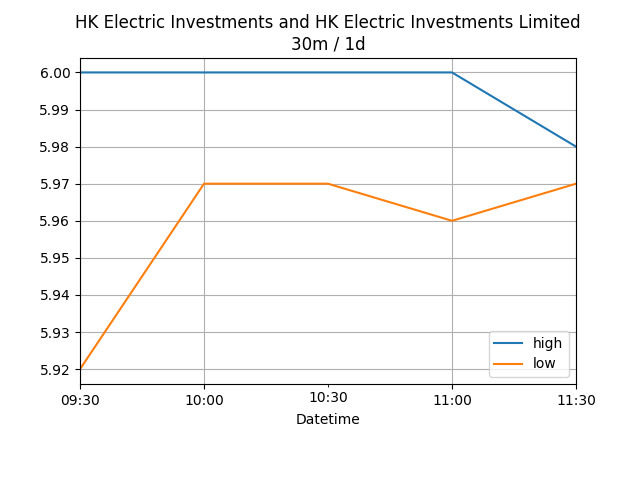 HK Electric Investments and HK Electric Investments Limited
30m / 1d
6.00
5.99
5.98
5.97
5.96
5.95
5.94
5.93
5.92
high
low
09:30 10:00 10:30 11:00 11:30
Datetime